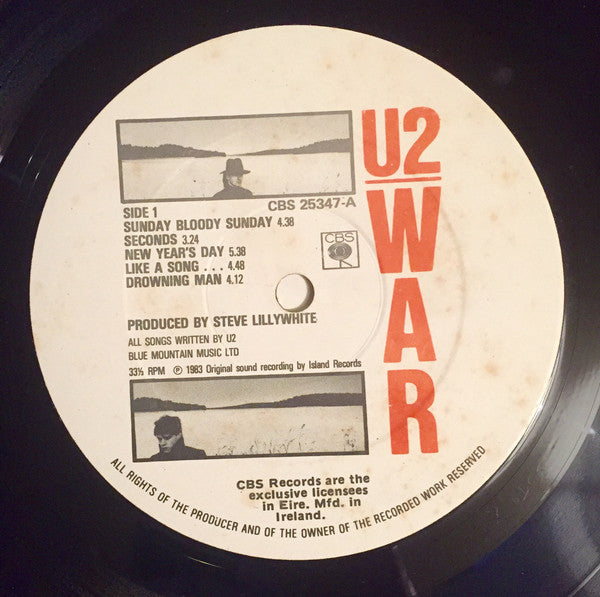 U2
WAR
SIDE 1
CBS 25347-A
SUNDAY BLOODY SUNDAY 4.38
SECONDS 3.24
NEW YEAR'S DAY 5.38
LIKE A SONG . . . 4.48
DROWNING MAN 4.12
CBS
PRODUCED BY STEVE LILLYWHITE
ALL SONGS WRITTEN BY U2
BLUE MOUNTAIN MUSIC LTD
33⅓ RPM ℗ 1983 Original sound recording by Island Records
CBS Records are the
exclusive licensees
in Eire. Mfd. in
Ireland.
ALL RIGHTS OF THE PRODUCER AND OF THE OWNER OF THE RECORDED WORK RESERVED